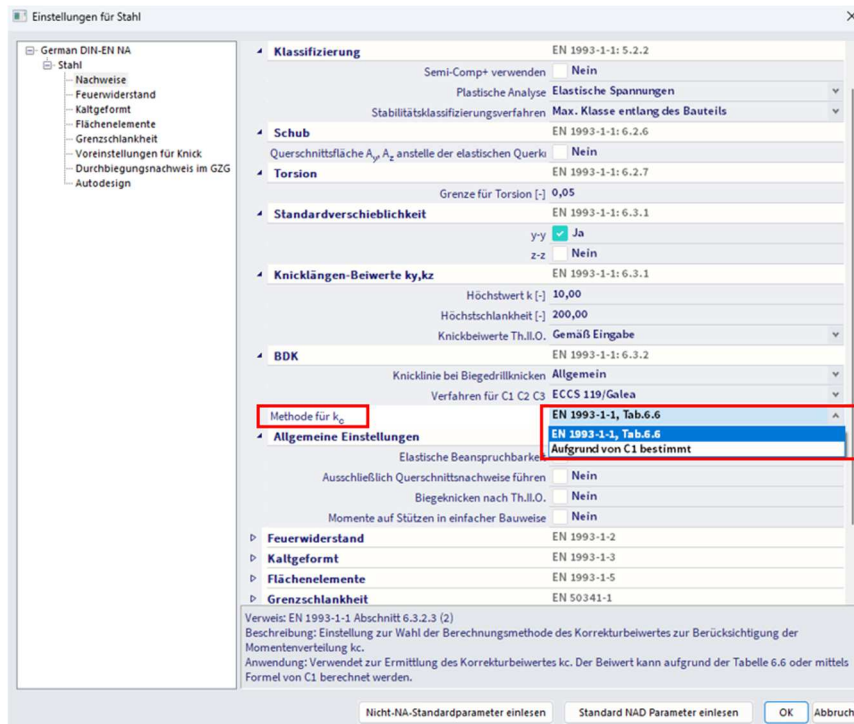 Einstellungen für Stahl
German DIN-EN NA
Stahl
Nachweise
Feuerwiderstand
Kaltgeformt
Flächenelemente
Grenzschlankheit
Voreinstellungen für Knick
Durchbiegungsnachweis im GZG
Autodesign
Klassifizierung EN 1993-1-1: 5.2.2
Semi-Comp+ verwenden Nein
Plastische Analyse Elastische Spannungen
Stabilitätsklassifizierungsverfahren Max. Klasse entlang des Bauteils
Schub EN 1993-1-1: 6.2.6
Querschnittsfläche Ay, Az anstelle der elastischen Querk Nein
Torsion EN 1993-1-1: 6.2.7
Grenze für Torsion [-] 0,05
Standardverschieblichkeit EN 1993-1-1: 6.3.1
y-y Ja
z-z Nein
Knicklängen-Beiwerte ky,kz EN 1993-1-1: 6.3.1
Höchstwert k [-] 10,00
Höchstschlankheit [-] 200,00
Knickbeiwerte Th.II.O. Gemäß Eingabe
BDK EN 1993-1-1: 6.3.2
Knicklinie bei Biegedrillknicken Allgemein
Verfahren für C1 C2 C3 ECCS 119/Galea
Methode für kc EN 1993-1-1, Tab.6.6
EN 1993-1-1, Tab.6.6
Aufgrund von C1 bestimmt
Allgemeine Einstellungen
Elastische Beanspruchbarkeit
Ausschließlich Querschnittsnachweise führen Nein
Biegeknicken nach Th.II.O. Nein
Momente auf Stützen in einfacher Bauweise Nein
Feuerwiderstand EN 1993-1-2
Kaltgeformt EN 1993-1-3
Flächenelemente EN 1993-1-5
Grenzschlankheit EN 50341-1
Verweis: EN 1993-1-1 Abschnitt 6.3.2.3 (2)
Beschreibung: Einstellung zur Wahl der Berechnungsmethode des Korrekturbeiwertes zur Berücksichtigung der
Momentenverteilung kc.
Anwendung: Verwendet zur Ermittlung des Korrekturbeiwertes kc. Der Beiwert kann aufgrund der Tabelle 6.6 oder mittels
Formel von C1 berechnet werden.
Nicht-NA-Standardparameter einlesen Standard NAD Parameter einlesen OK Abbruch